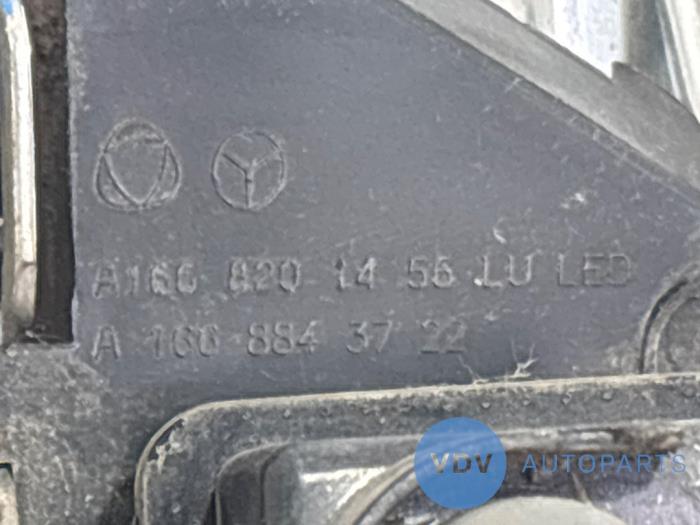 A166 820 14 56 LU LED
A 166 884 37 22
VDV AUTOPARTS